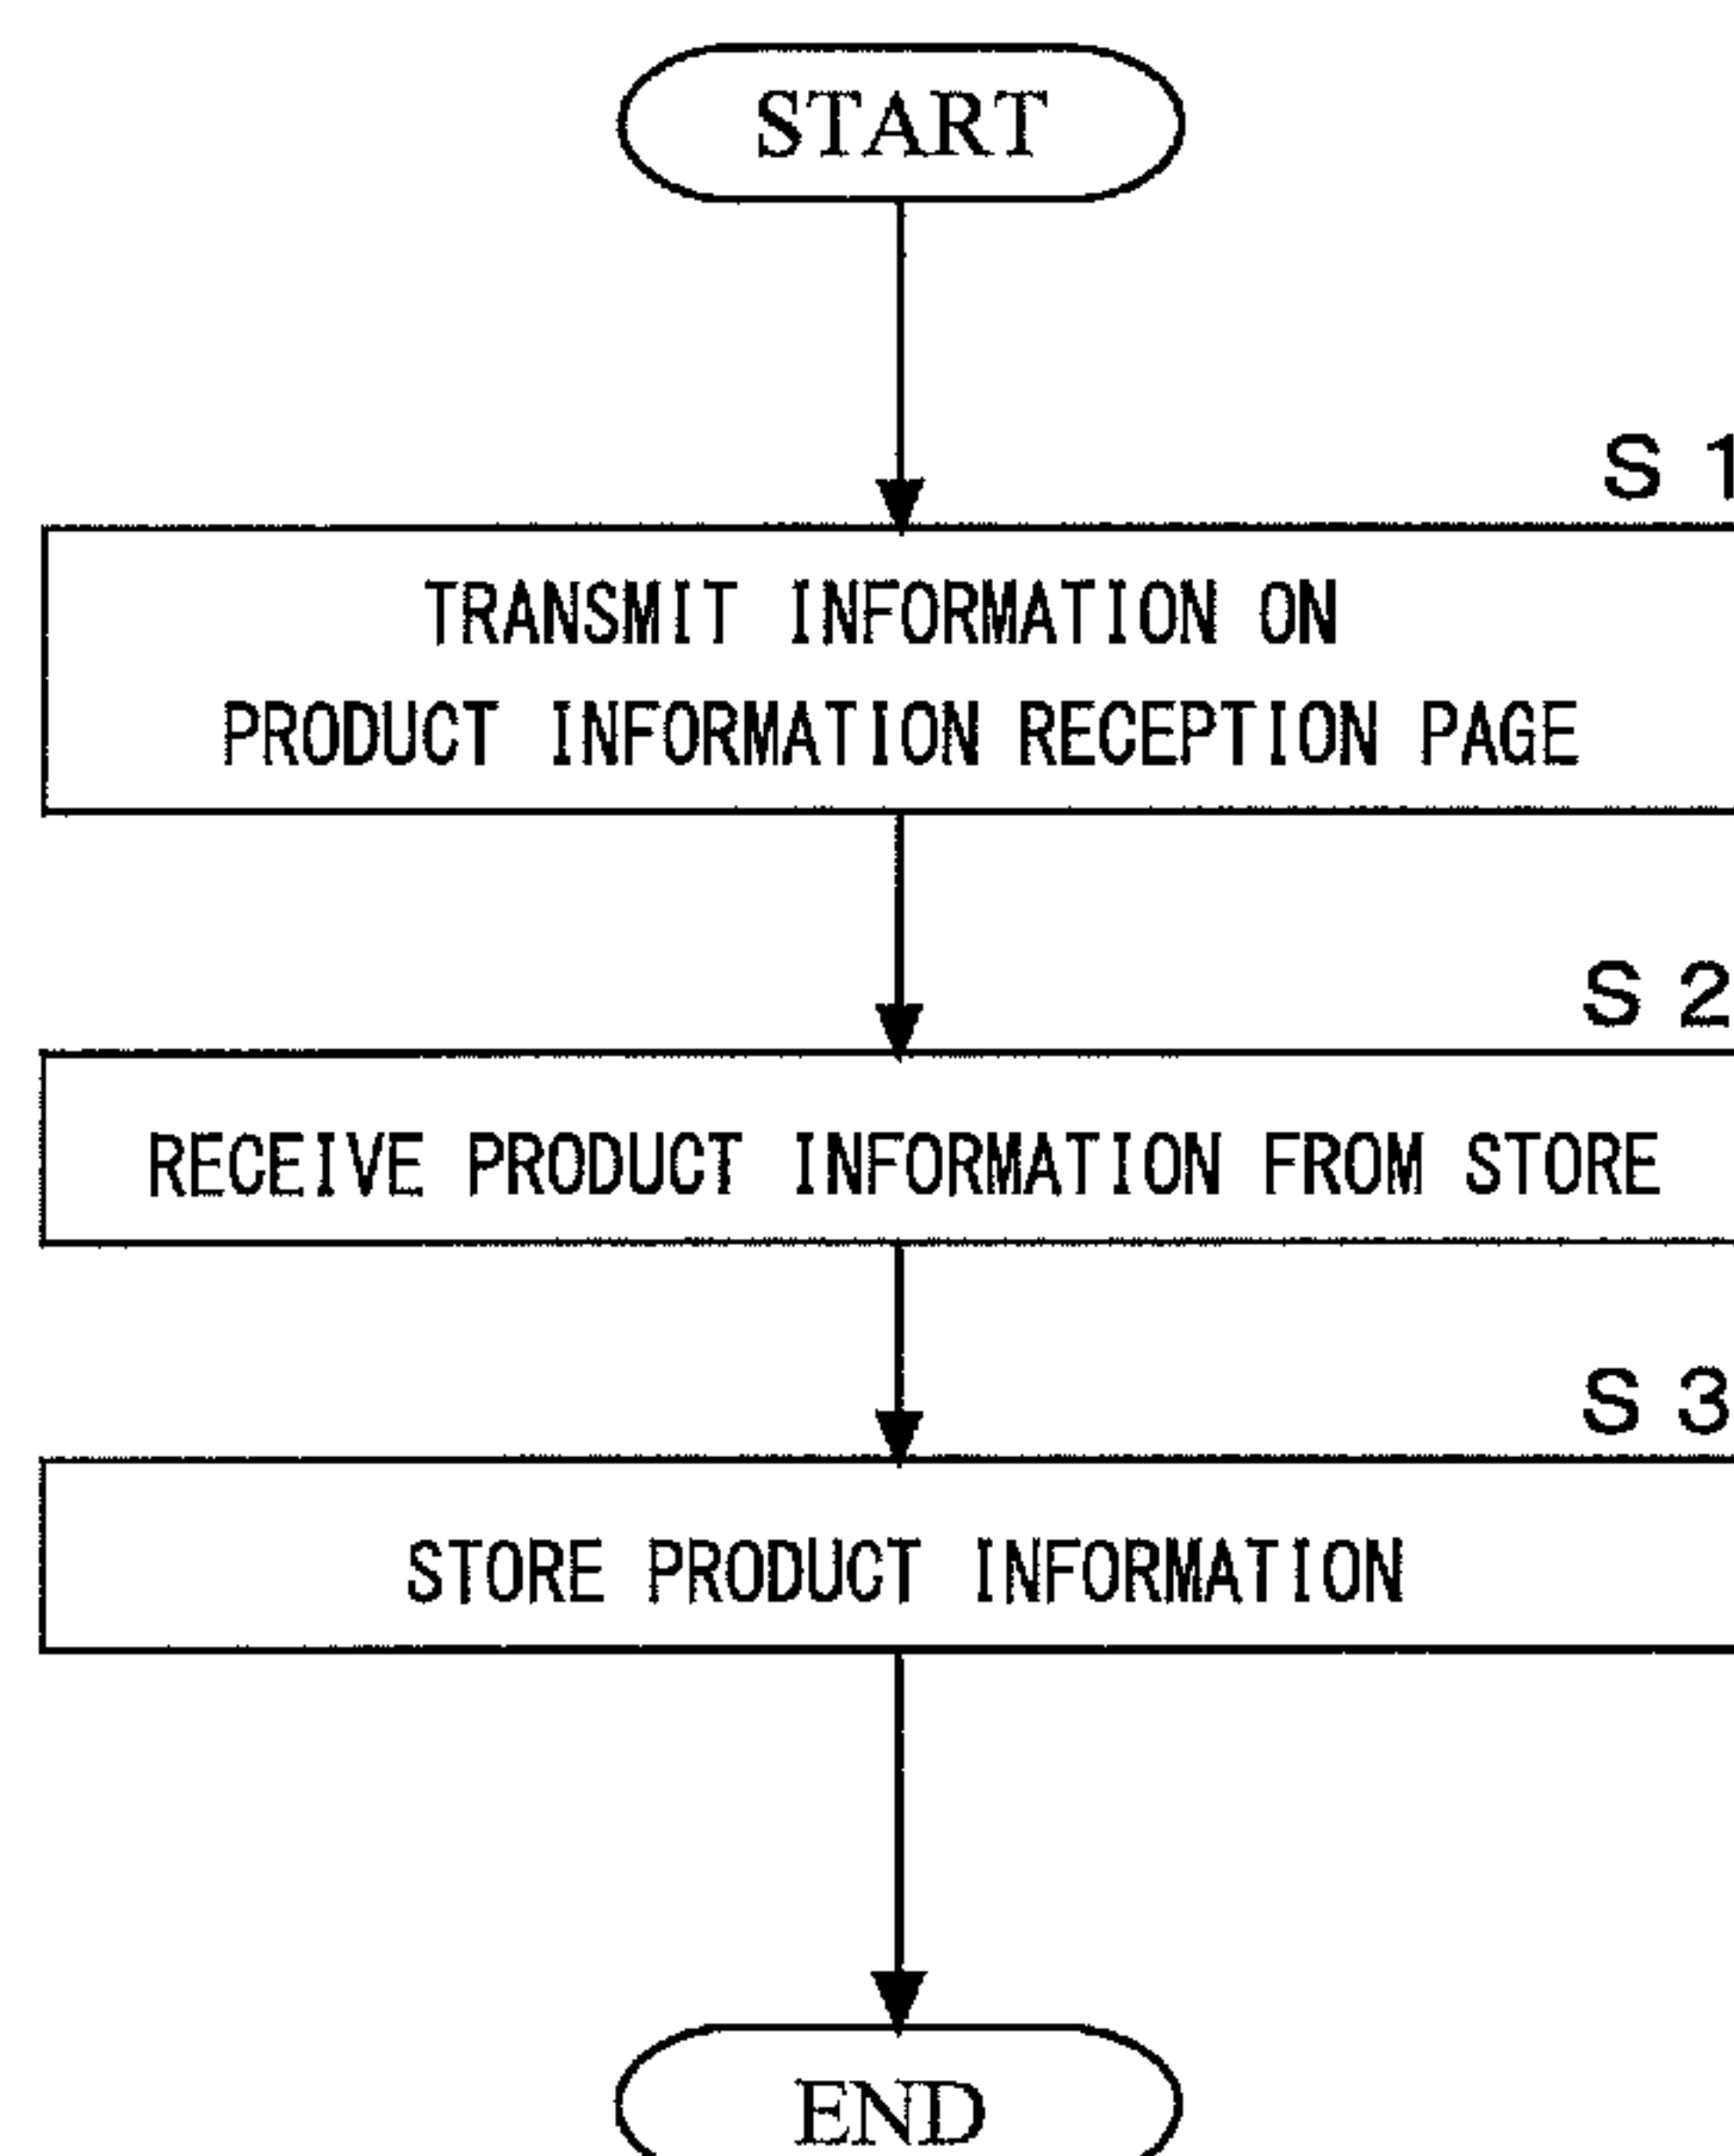 START
S 1
TRANSMIT INFORMATION ON
PRODUCT INFORMATION RECEPTION PAGE
S 2
RECEIVE PRODUCT INFORMATION FROM STORE
S 3
STORE PRODUCT INFORMATION
END